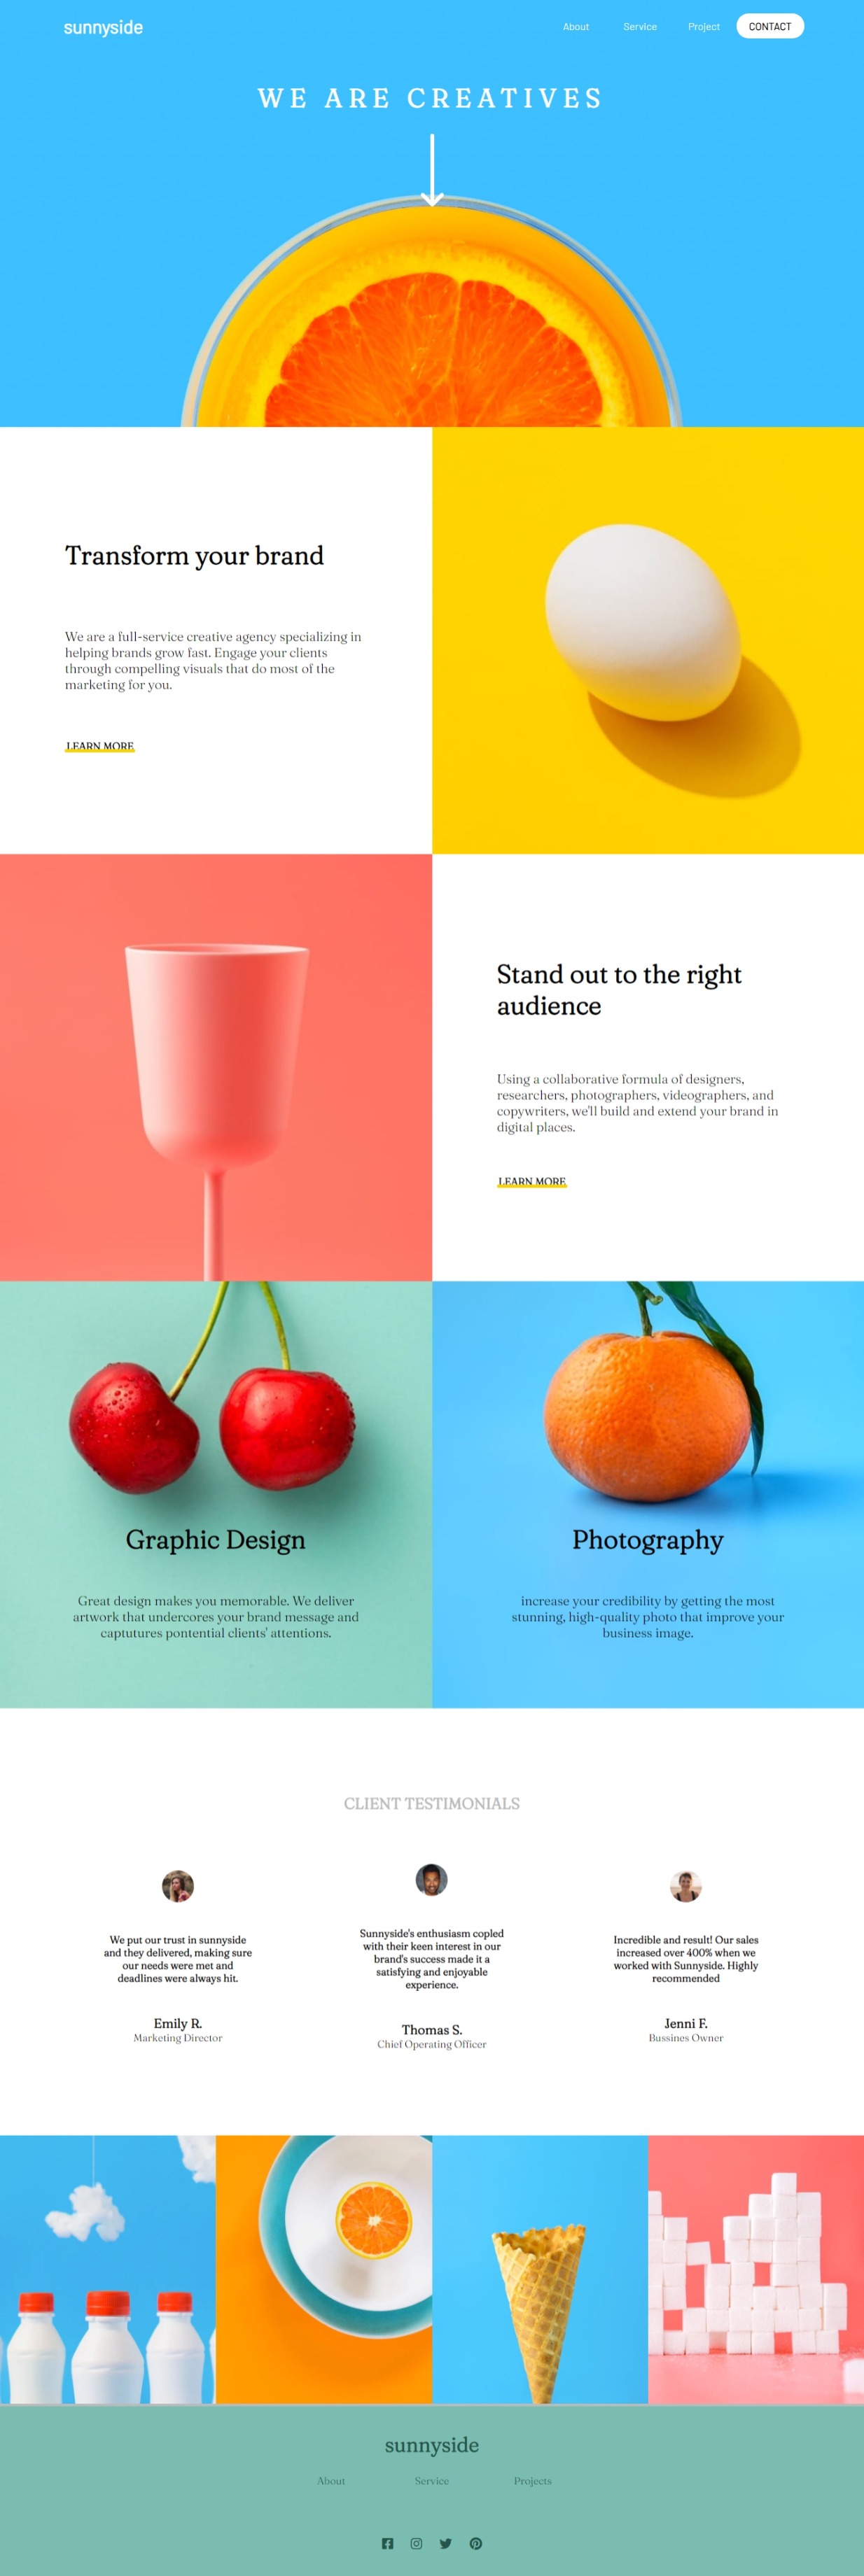 sunnyside
About Service Project CONTACT
WE ARE CREATIVES
Transform your brand
We are a full-service creative agency specializing in
helping brands grow fast. Engage your clients
through compelling visuals that do most of the
marketing for you.
LEARN MORE
Stand out to the right
audience
Using a collaborative formula of designers,
researchers, photographers, videographers, and
copywriters, we'll build and extend your brand in
digital places.
LEARN MORE
Graphic Design
Great design makes you memorable. We deliver
artwork that undercores your brand message and
captutures pontential clients' attentions.
Photography
increase your credibility by getting the most
stunning, high-quality photo that improve your
business image.
CLIENT TESTIMONIALS
We put our trust in sunnyside
and they delivered, making sure
our needs were met and
deadlines were always hit.
Emily R.
Marketing Director
Sunnyside's enthusiasm copled
with their keen interest in our
brand's success made it a
satisfying and enjoyable
experience.
Thomas S.
Chief Operating Officer
Incredible and result! Our sales
increased over 400% when we
worked with Sunnyside. Highly
recommended
Jenni F.
Bussines Owner
sunnyside
About Service Projects